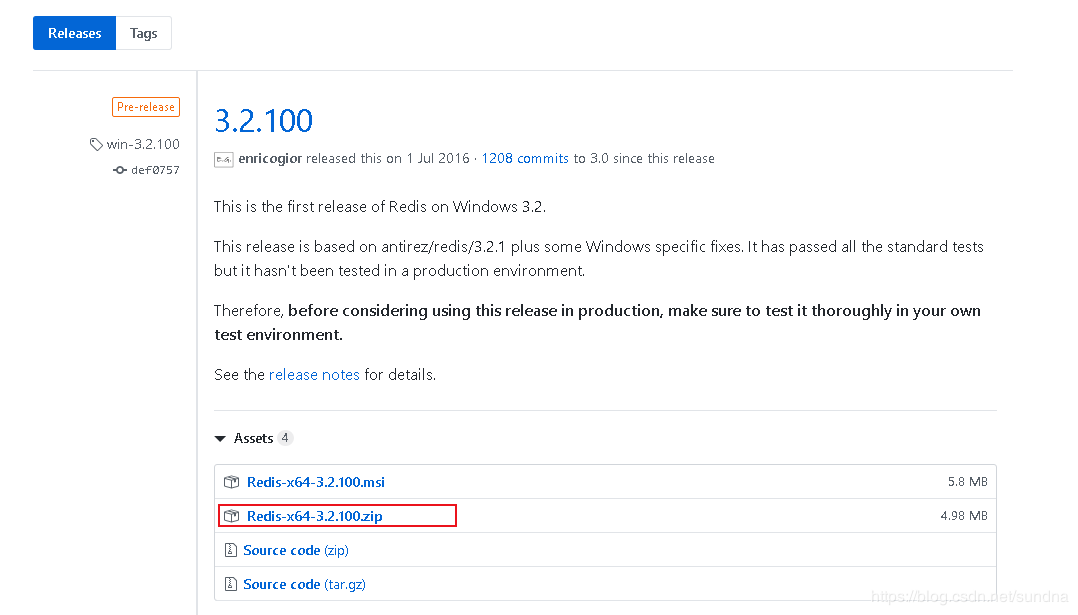 Releases Tags
Pre-release
win-3.2.100
def0757
3.2.100
enricogior released this on 1 Jul 2016 · 1208 commits to 3.0 since this release
This is the first release of Redis on Windows 3.2.
This release is based on antirez/redis/3.2.1 plus some Windows specific fixes. It has passed all the standard tests
but it hasn't been tested in a production environment.
Therefore, before considering using this release in production, make sure to test it thoroughly in your own
test environment.
See the release notes for details.
Assets 4
Redis-x64-3.2.100.msi 5.8 MB
Redis-x64-3.2.100.zip 4.98 MB
Source code (zip)
Source code (tar.gz)
https://blog.csdn.net/sundna